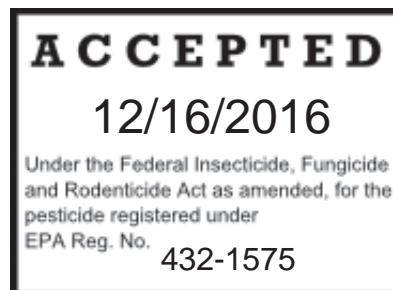 ACCEPTED
12/16/2016
Under the Federal Insecticide, Fungicide
and Rodenticide Act as amended, for the
pesticide registered under
EPA Reg. No. 432-1575